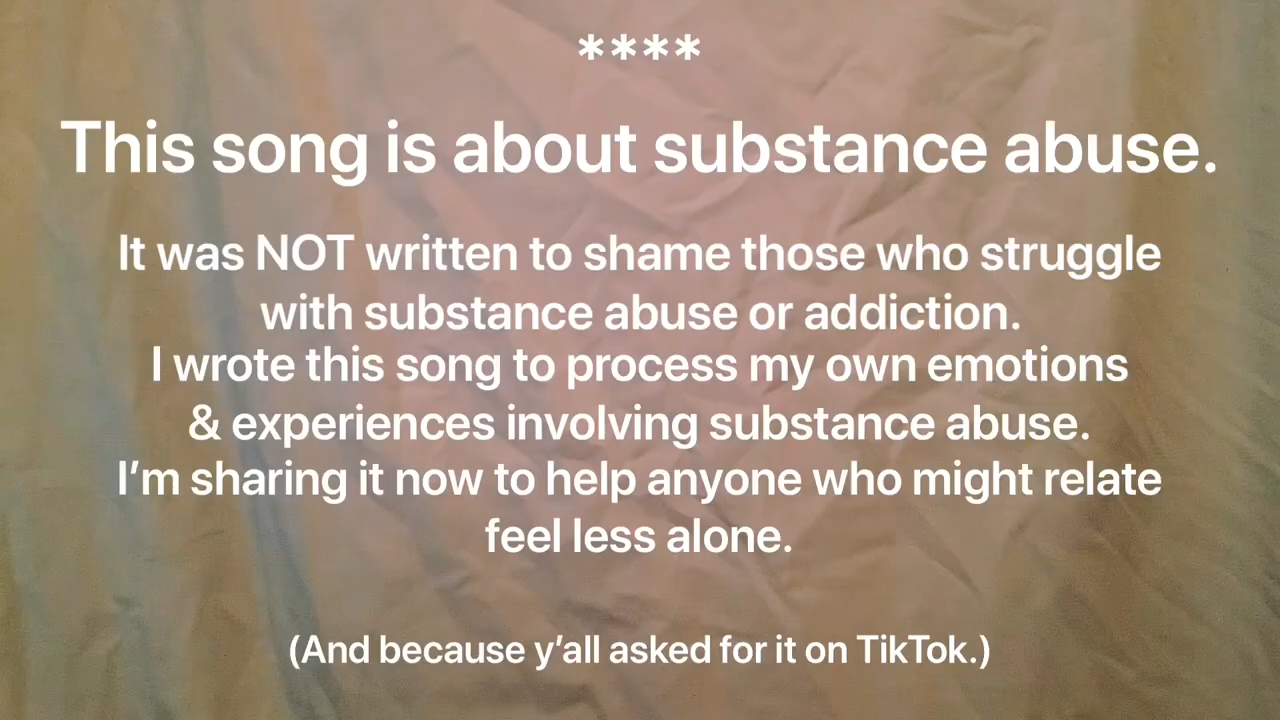 ****
This song is about substance abuse.
It was NOT written to shame those who struggle
with substance abuse or addiction.
I wrote this song to process my own emotions
& experiences involving substance abuse.
I’m sharing it now to help anyone who might relate
feel less alone.
(And because y’all asked for it on TikTok.)